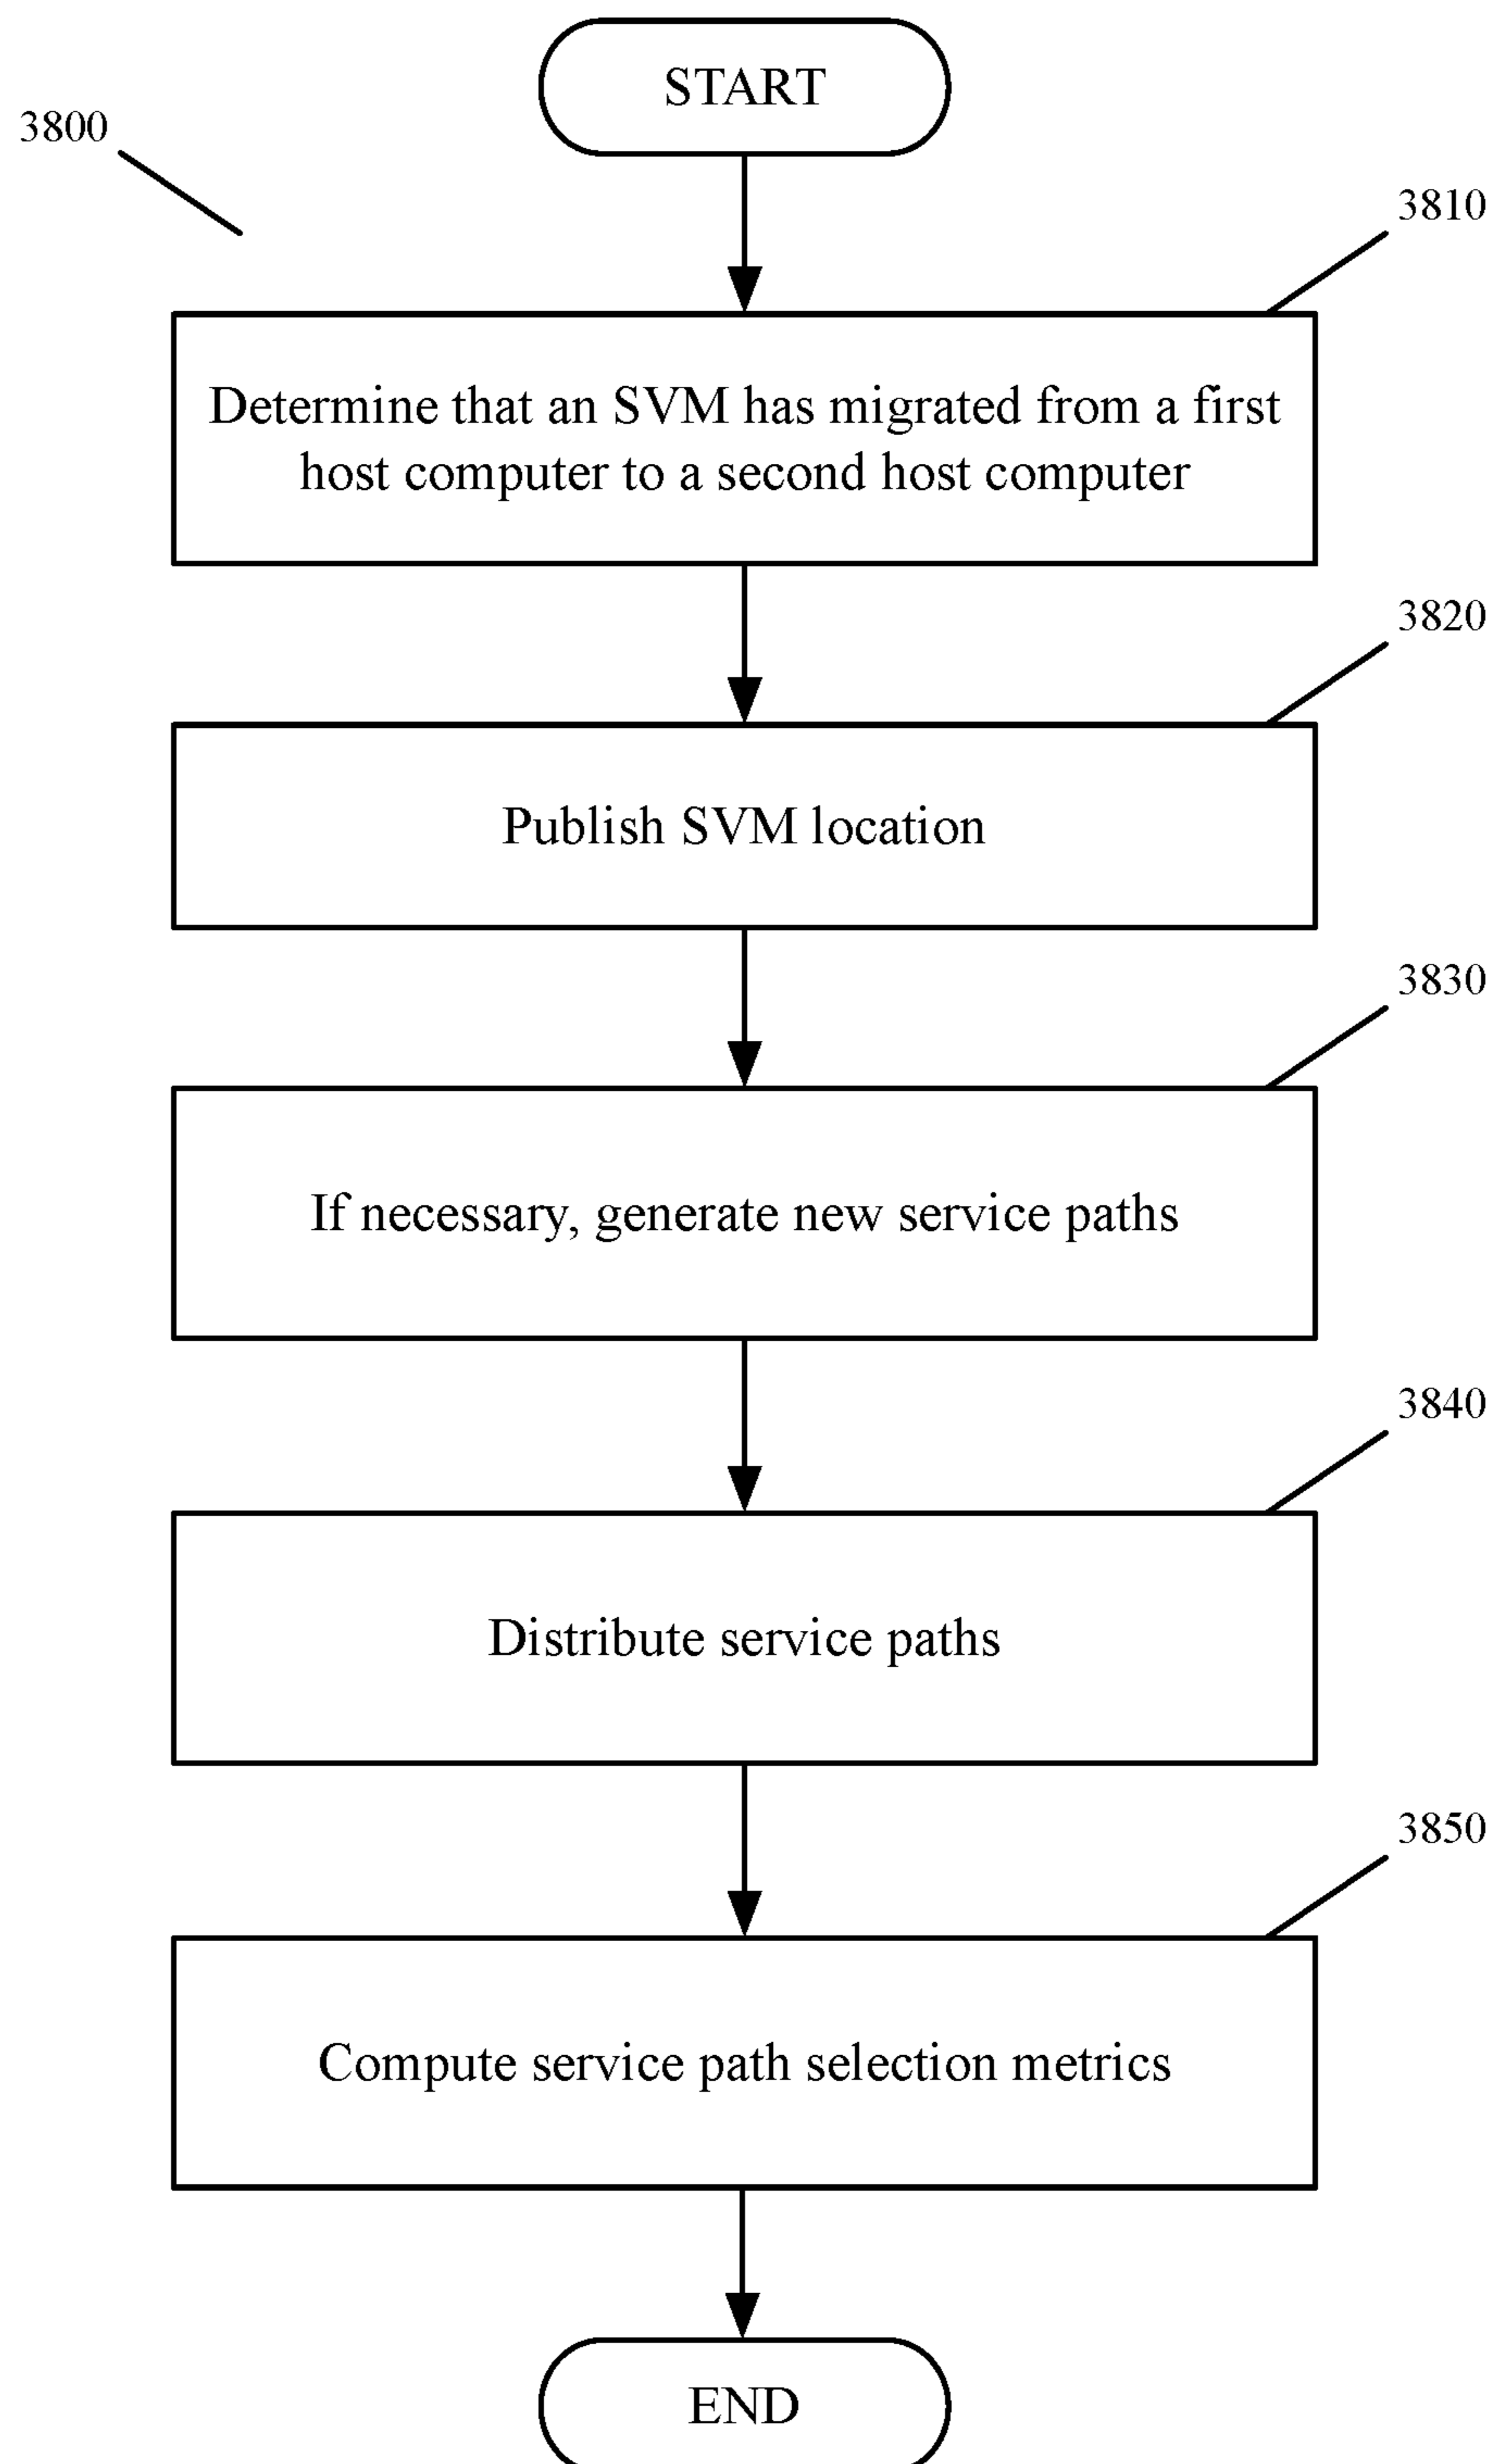 START
3800
3810
Determine that an SVM has migrated from a first
host computer to a second host computer
3820
Publish SVM location
3830
If necessary, generate new service paths
3840
Distribute service paths
3850
Compute service path selection metrics
END